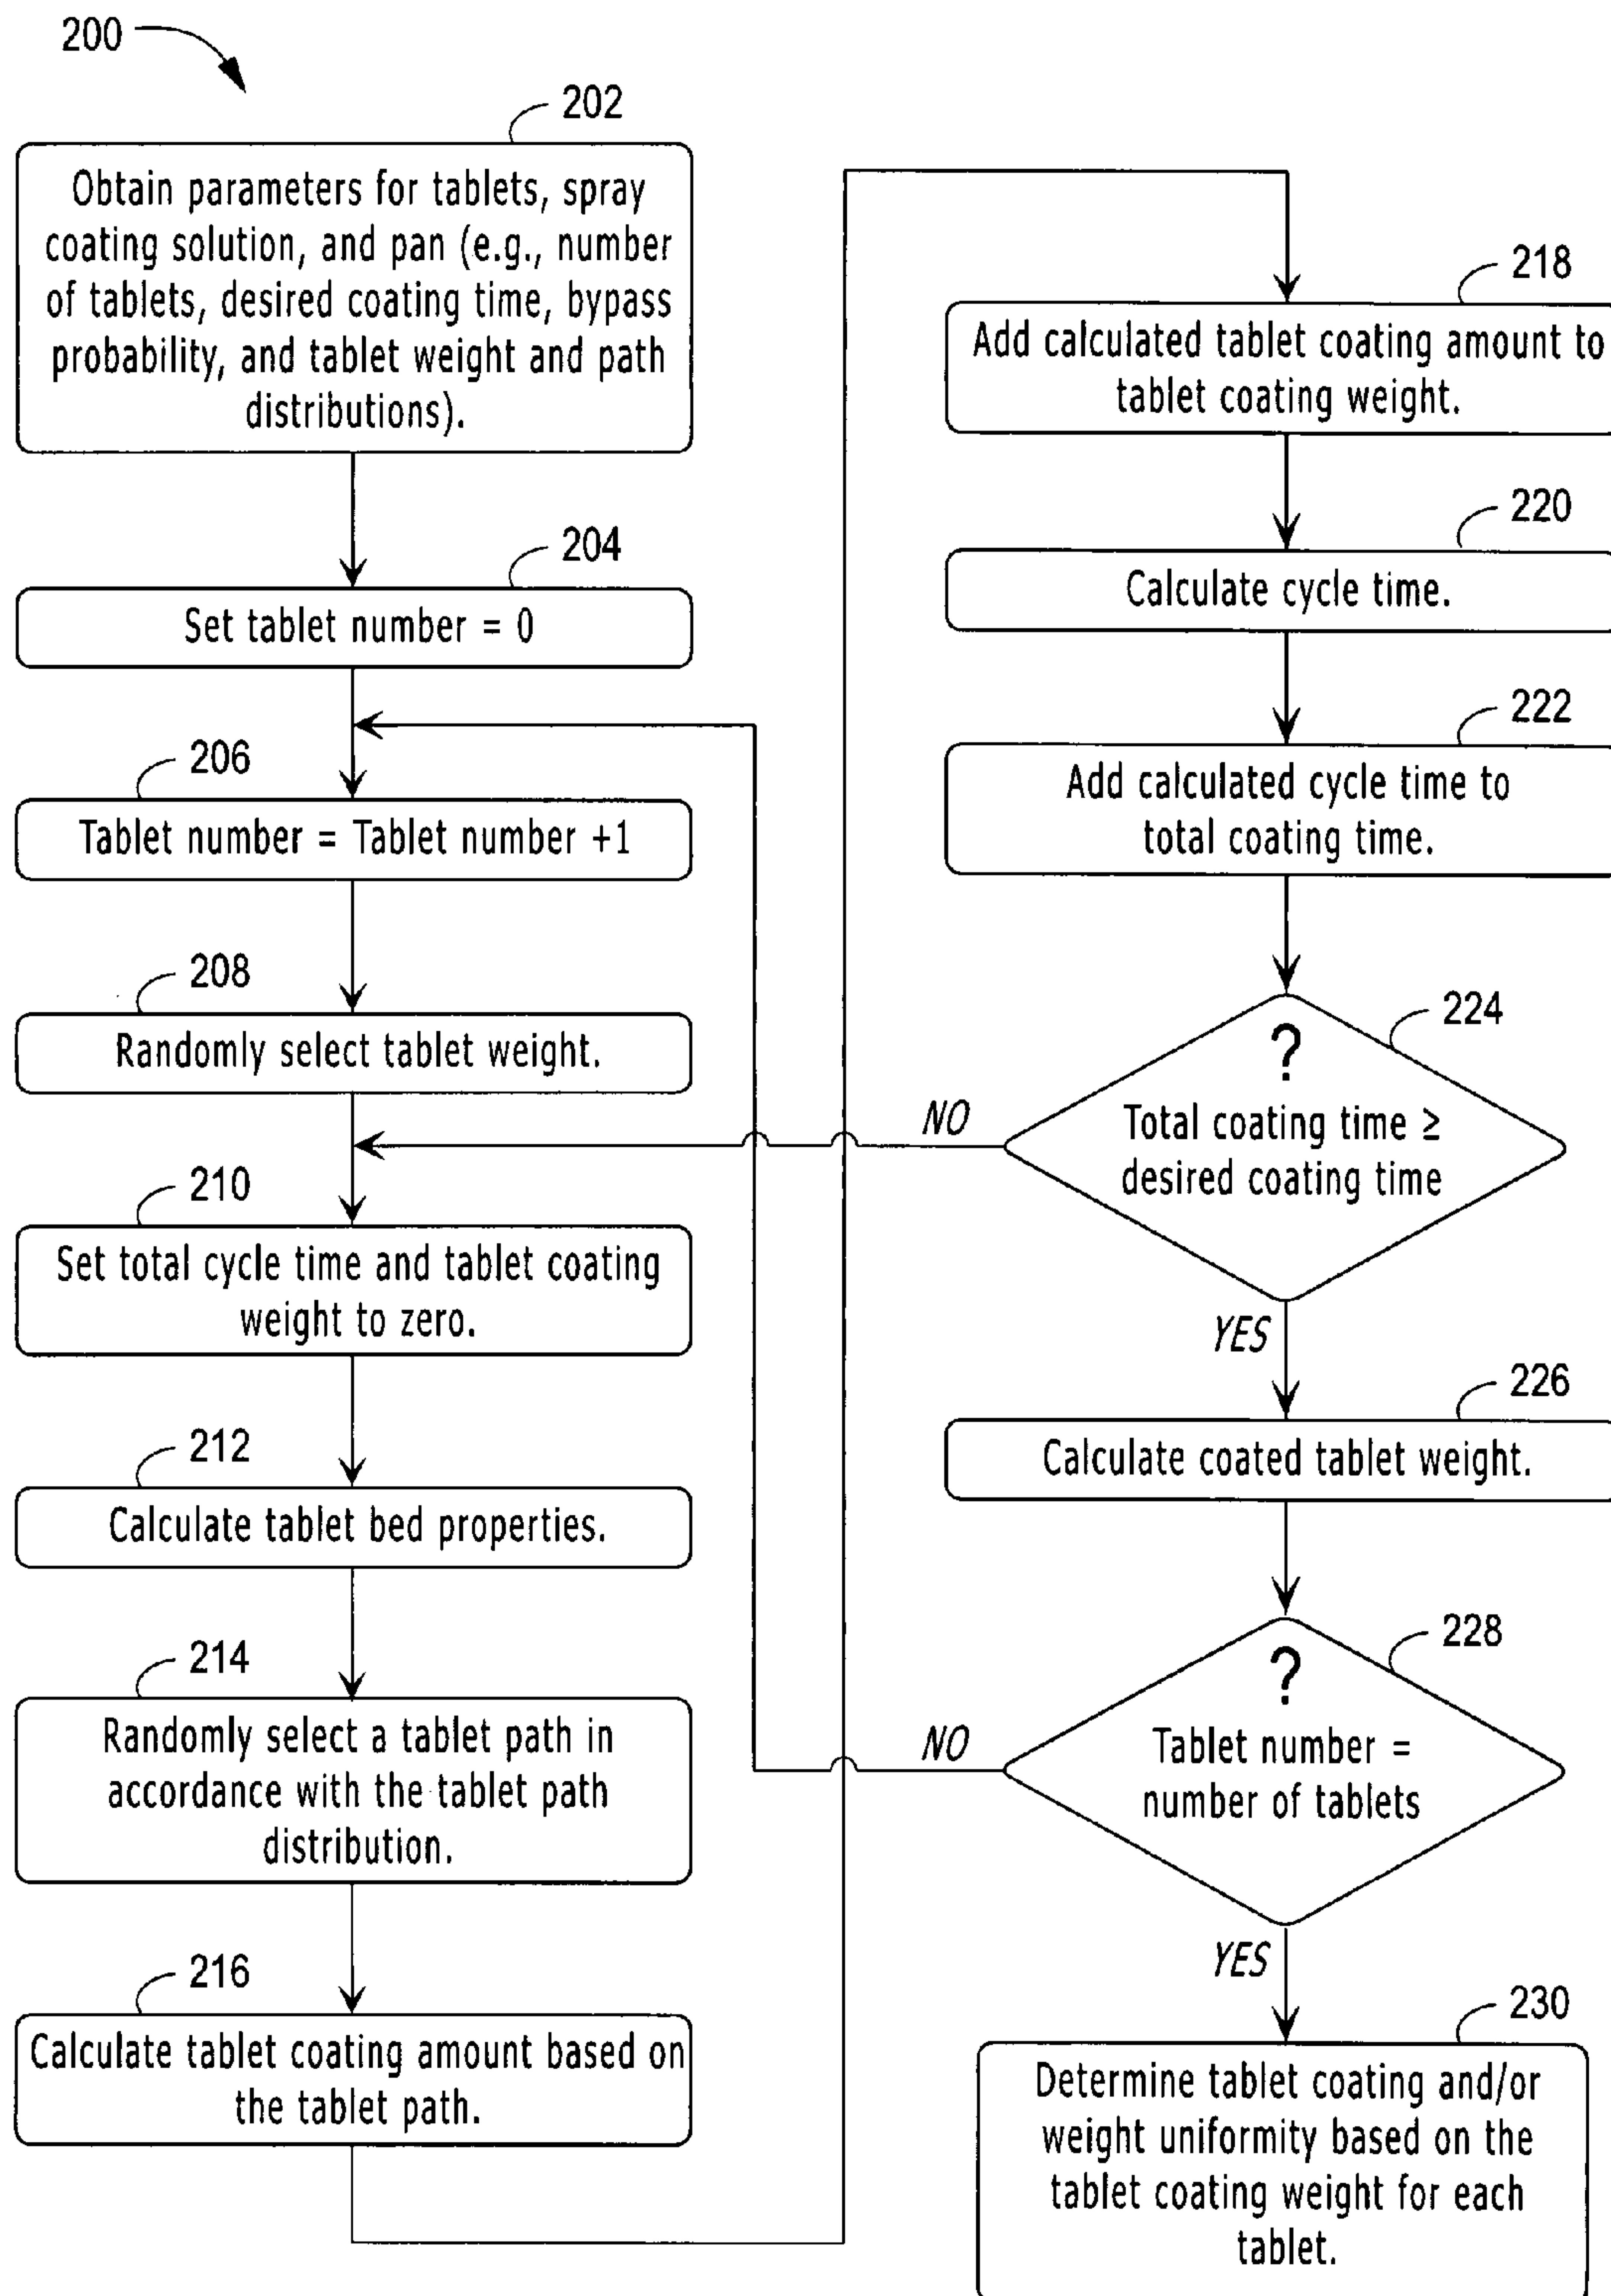 200
202
Obtain parameters for tablets, spray
coating solution, and pan (e.g., number
of tablets, desired coating time, bypass
probability, and tablet weight and path
distributions).
204
Set tablet number = 0
206
Tablet number = Tablet number +1
208
Randomly select tablet weight.
210
Set total cycle time and tablet coating
weight to zero.
212
Calculate tablet bed properties.
214
Randomly select a tablet path in
accordance with the tablet path
distribution.
216
Calculate tablet coating amount based on
the tablet path.
218
Add calculated tablet coating amount to
tablet coating weight.
220
Calculate cycle time.
222
Add calculated cycle time to
total coating time.
224
?
Total coating time ≥
desired coating time
NO
YES
226
Calculate coated tablet weight.
228
?
Tablet number =
number of tablets
NO
YES
230
Determine tablet coating and/or
weight uniformity based on the
tablet coating weight for each
tablet.